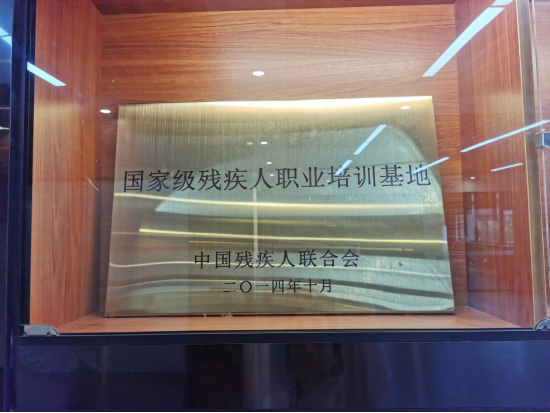 国家级残疾人职业培训基地
中国残疾人联合会
二〇一四年十月